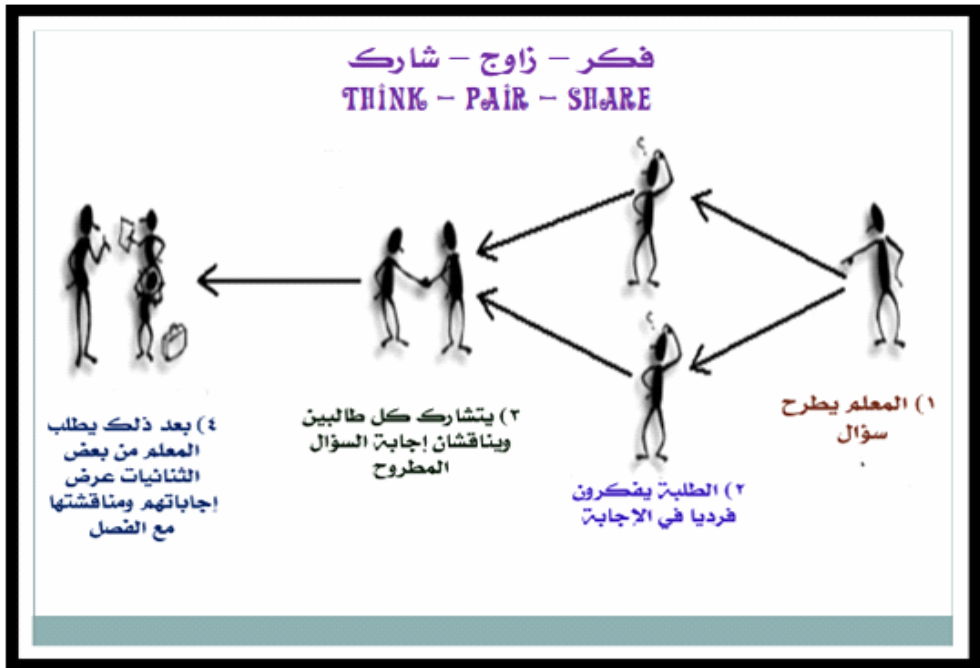 فكر - زاوج - شارك
THINK - PAIR - SHARE
١) المعلم يطرح
سؤال
٢) الطلبة يفكرون
فرديا في الإجابة
٣) يتشارك كل طالبين
ويناقشان إجابة السؤال
المطروح
٤) بعد ذلك يطلب
المعلم من بعض
الثنائيات عرض
إجاباتهم ومناقشتها
مع الفصل
؟
؟